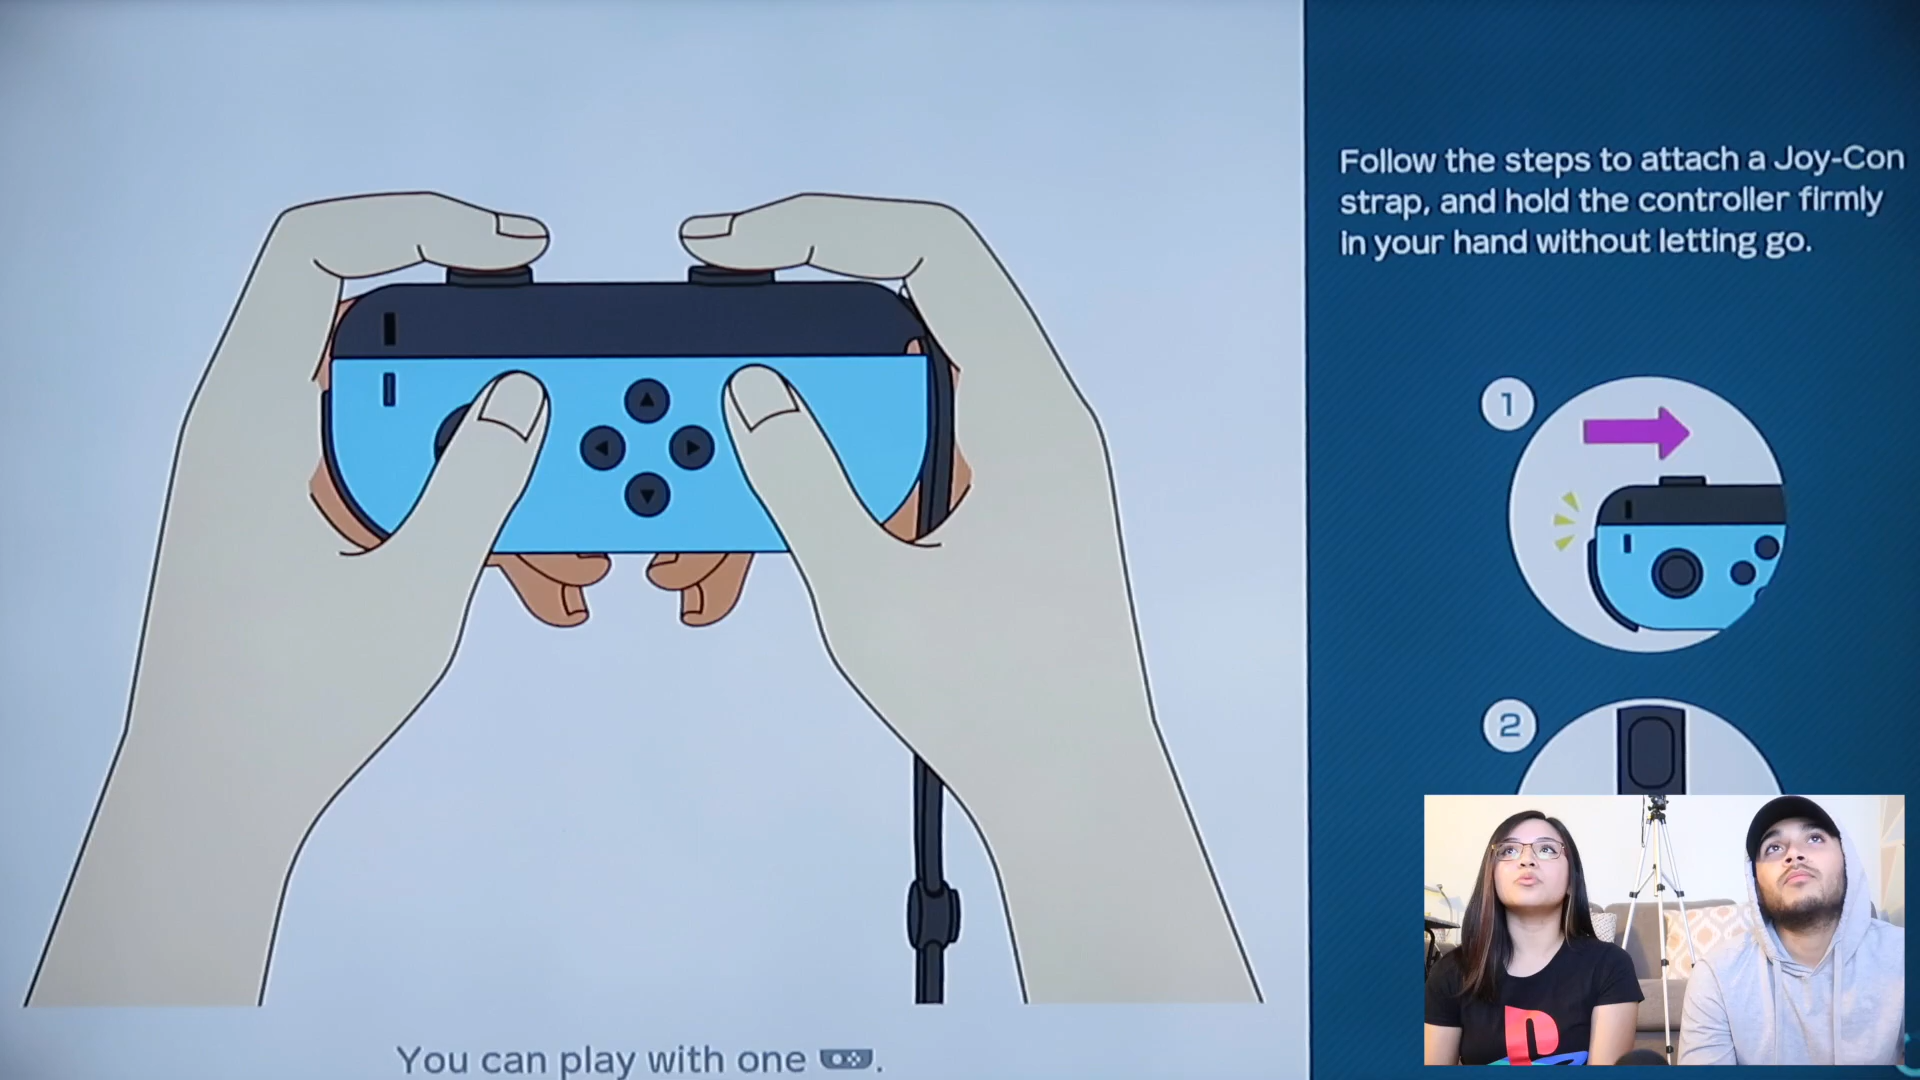 Follow the steps to attach a Joy-Con
strap, and hold the controller firmly
in your hand without letting go.
1
2
You can play with one .